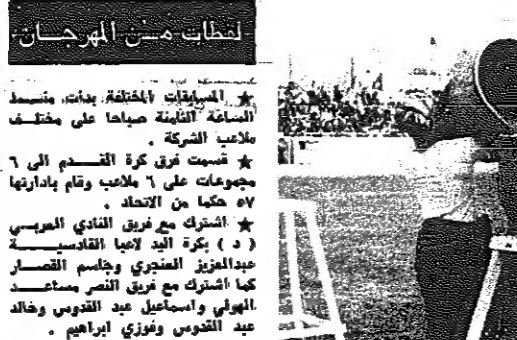 لقطات من المهرجان
★ المسابقات المختلفة بدأت منسذ
الساعة الثامنة صباحا على مختلف
ملاعب الشركة .
★ قسمت فرق كرة القدم الى ٦
مجموعات على ٦ ملاعب وقام بادارتها
٥٧ حكما من الاتحاد .
★ اشترك مع فريق النادي العربي
( د ) بكرة اليد لاعبا القادسية
عبدالعزيز العنجري وجاسم القصار
كما اشترك مع فريق النصر مساعد
الهولي واسماعيل عبد القدوس وخالد
عبد القدوس وفوزي ابراهيم .